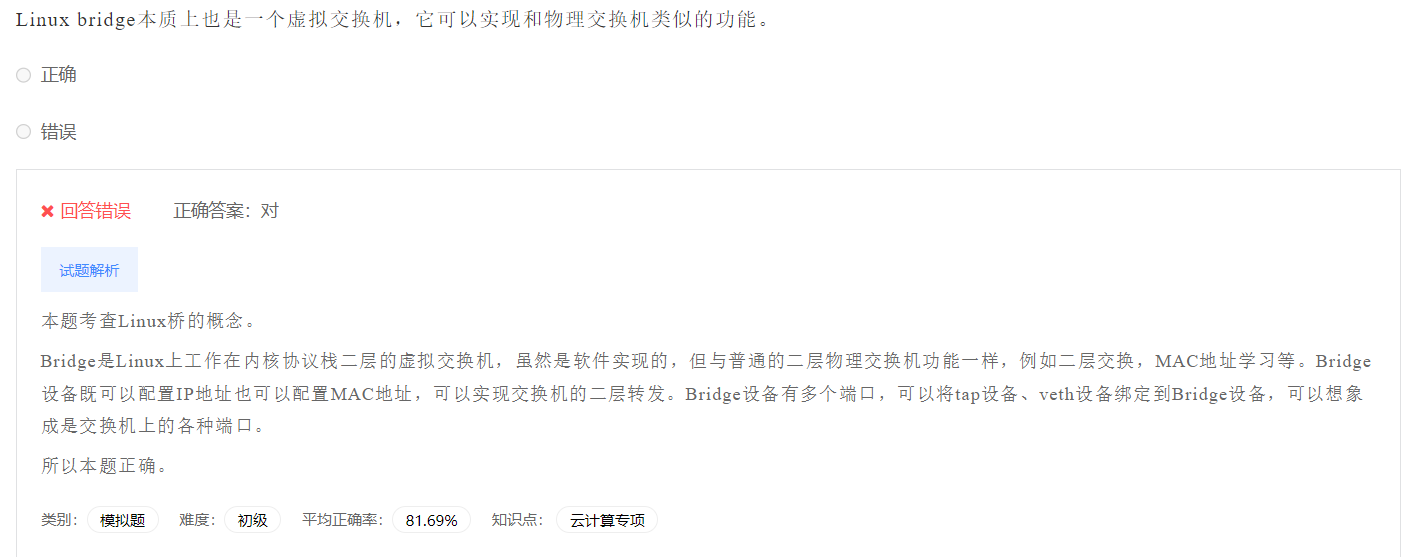 Linux bridge本质上也是一个虚拟交换机，它可以实现和物理交换机类似的功能。
正确
错误
回答错误 正确答案：对
试题解析
本题考查Linux桥的概念。
Bridge是Linux上工作在内核协议栈二层的虚拟交换机，虽然是软件实现的，但与普通的二层物理交换机功能一样，例如二层交换，MAC地址学习等。Bridge
设备既可以配置IP地址也可以配置MAC地址，可以实现交换机的二层转发。Bridge设备有多个端口，可以将tap设备、veth设备绑定到Bridge设备，可以想象
成是交换机上的各种端口。
所以本题正确。
类别： 模拟题 难度： 初级 平均正确率： 81.69% 知识点： 云计算专项